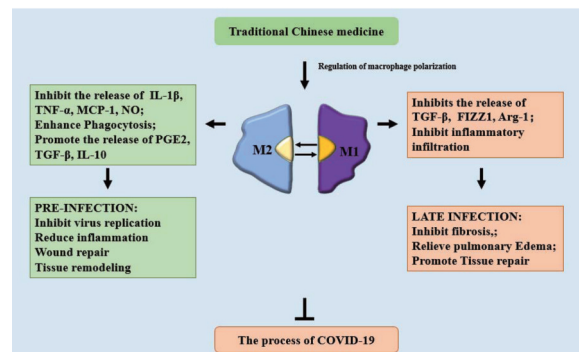 Traditional Chinese medicine
Regulation of macrophage polarization
Inhibit the release of IL-1β,
TNF-α, MCP-1, NO;
Enhance Phagocytosis;
Promote the release of PGE2,
TGF-β, IL-10
M2
M1
Inhibits the release of
TGF-β, FIZZ1, Arg-1;
Inhibit inflammatory
infiltration
PRE-INFECTION:
Inhibit virus replication
Reduce inflammation
Wound repair
Tissue remodeling
LATE INFECTION:
Inhibit fibrosis,;
Relieve pulmonary Edema;
Promote Tissue repair
The process of COVID-19